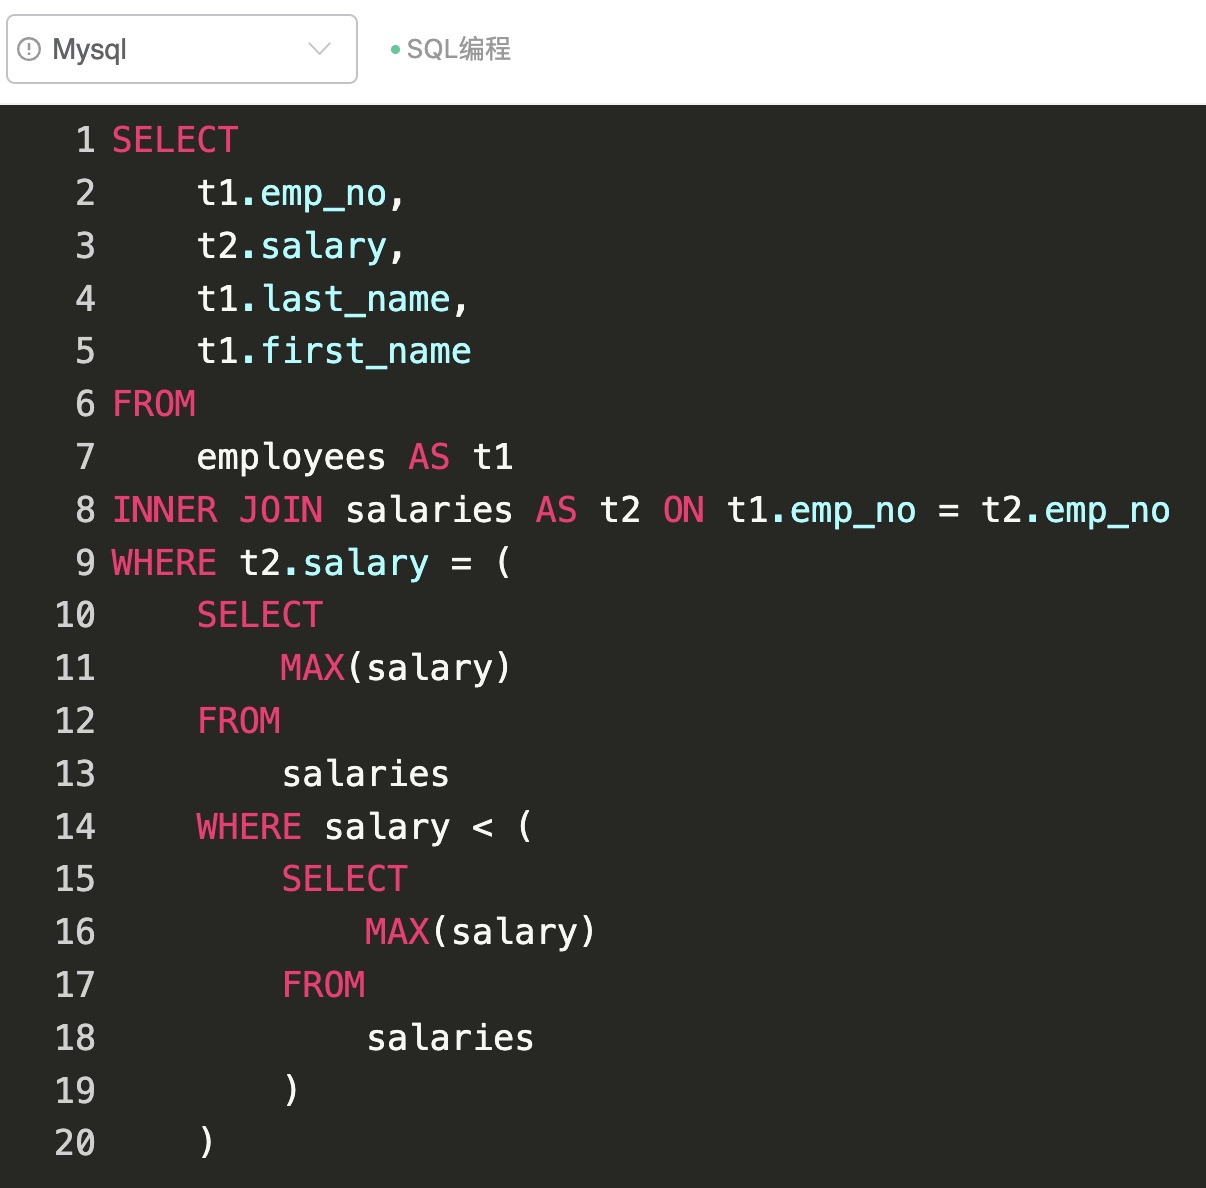 Mysql SQL编程
1 SELECT
2 t1.emp_no,
3 t2.salary,
4 t1.last_name,
5 t1.first_name
6 FROM
7 employees AS t1
8 INNER JOIN salaries AS t2 ON t1.emp_no = t2.emp_no
9 WHERE t2.salary = (
10 SELECT
11 MAX(salary)
12 FROM
13 salaries
14 WHERE salary < (
15 SELECT
16 MAX(salary)
17 FROM
18 salaries
19 )
20 )